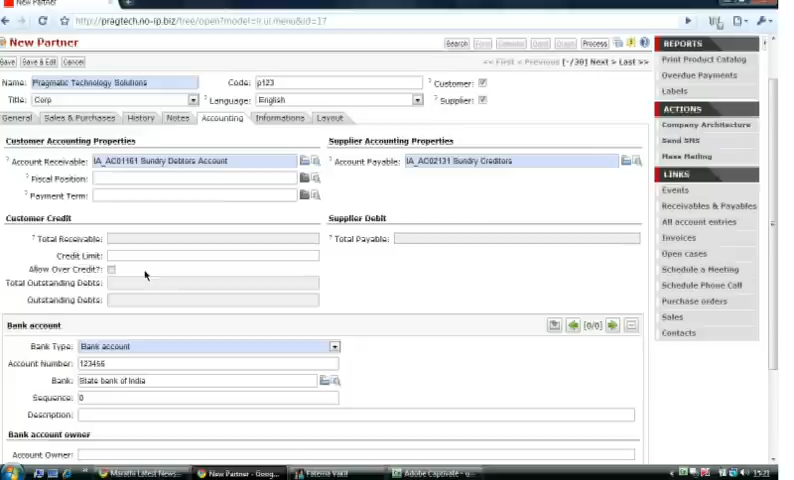 New Partner
http://pragtech.no-ip.biz/tree/open?model=ir.ui.menu&id=17
New Partner
Search Form Calendar Gantt Graph Process
Save Save & Edit Cancel
<< First < Previous [-/30] Next > Last >>
Name: Pragmatic Technology Solutions Code: p123 ? Customer:
Title: Corp ? Language: English ? Supplier:
General Sales & Purchases History Notes Accounting Informations Layout
Customer Accounting Properties Supplier Accounting Properties
? Account Receivable: IA_AC01161 Sundry Debtors Account ? Account Payable: IA_AC02131 Sundry Creditors
? Fiscal Position:
? Payment Term:
Customer Credit Supplier Debit
? Total Receivable: ? Total Payable:
Credit Limit:
Allow Over Credit?:
Total Outstanding Debts:
Outstanding Debts:
Bank account [0/0]
Bank Type: Bank account
Account Number: 123456
Bank: State bank of India
Sequence: 0
Description:
Bank account owner
Account Owner:
REPORTS
Print Product Catalog
Overdue Payments
Labels
ACTIONS
Company Architecture
Send SMS
Mass Mailing
LINKS
Events
Receivables & Payables
All account entries
Invoices
Open cases
Schedule a Meeting
Schedule Phone Call
Purchase orders
Sales
Contacts
Marathi Latest News... New Partner - Goog... Adobe Captivate - u... 15:21